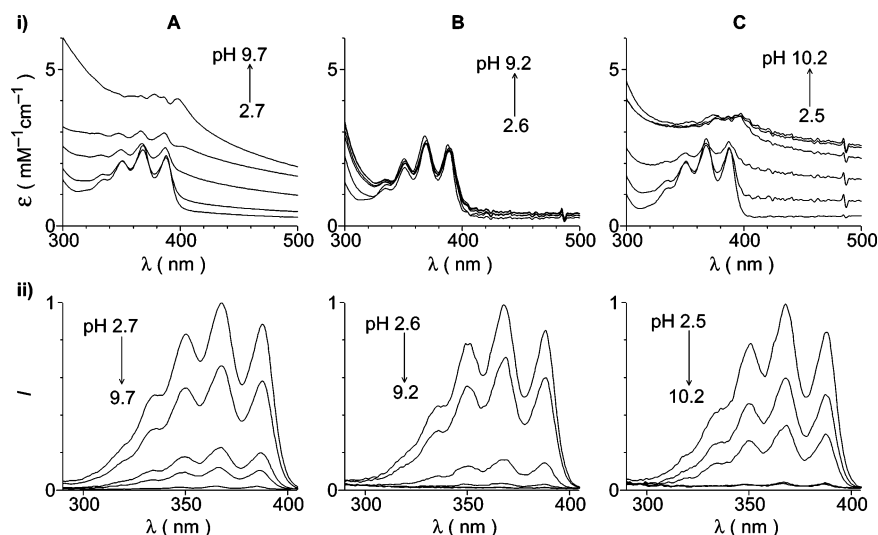 i) A B C
ε ( mM⁻¹cm⁻¹)
5
0
pH 9.7
2.7
300 400 500
λ ( nm )
5
0
pH 9.2
2.6
300 400 500
λ ( nm )
5
0
pH 10.2
2.5
300 400 500
λ ( nm )
ii)
I
1
0
pH 2.7
9.7
300 350 400
λ ( nm )
1
0
pH 2.6
9.2
300 350 400
λ ( nm )
1
0
pH 2.5
10.2
300 350 400
λ ( nm )